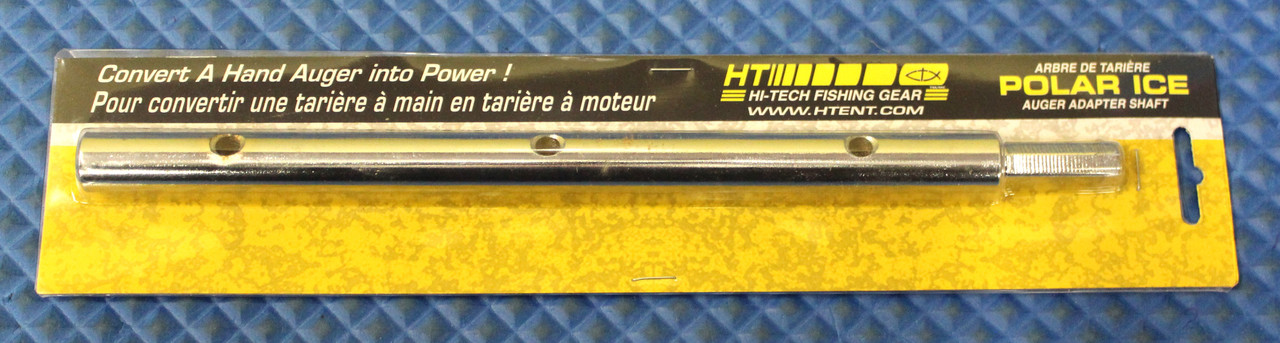 Convert A Hand Auger into Power !
Pour convertir une tarière à main en tarière à moteur
HT
HI-TECH FISHING GEAR
WWW.HTENT.COM
ARBRE DE TARIÈRE
POLAR ICE
AUGER ADAPTER SHAFT